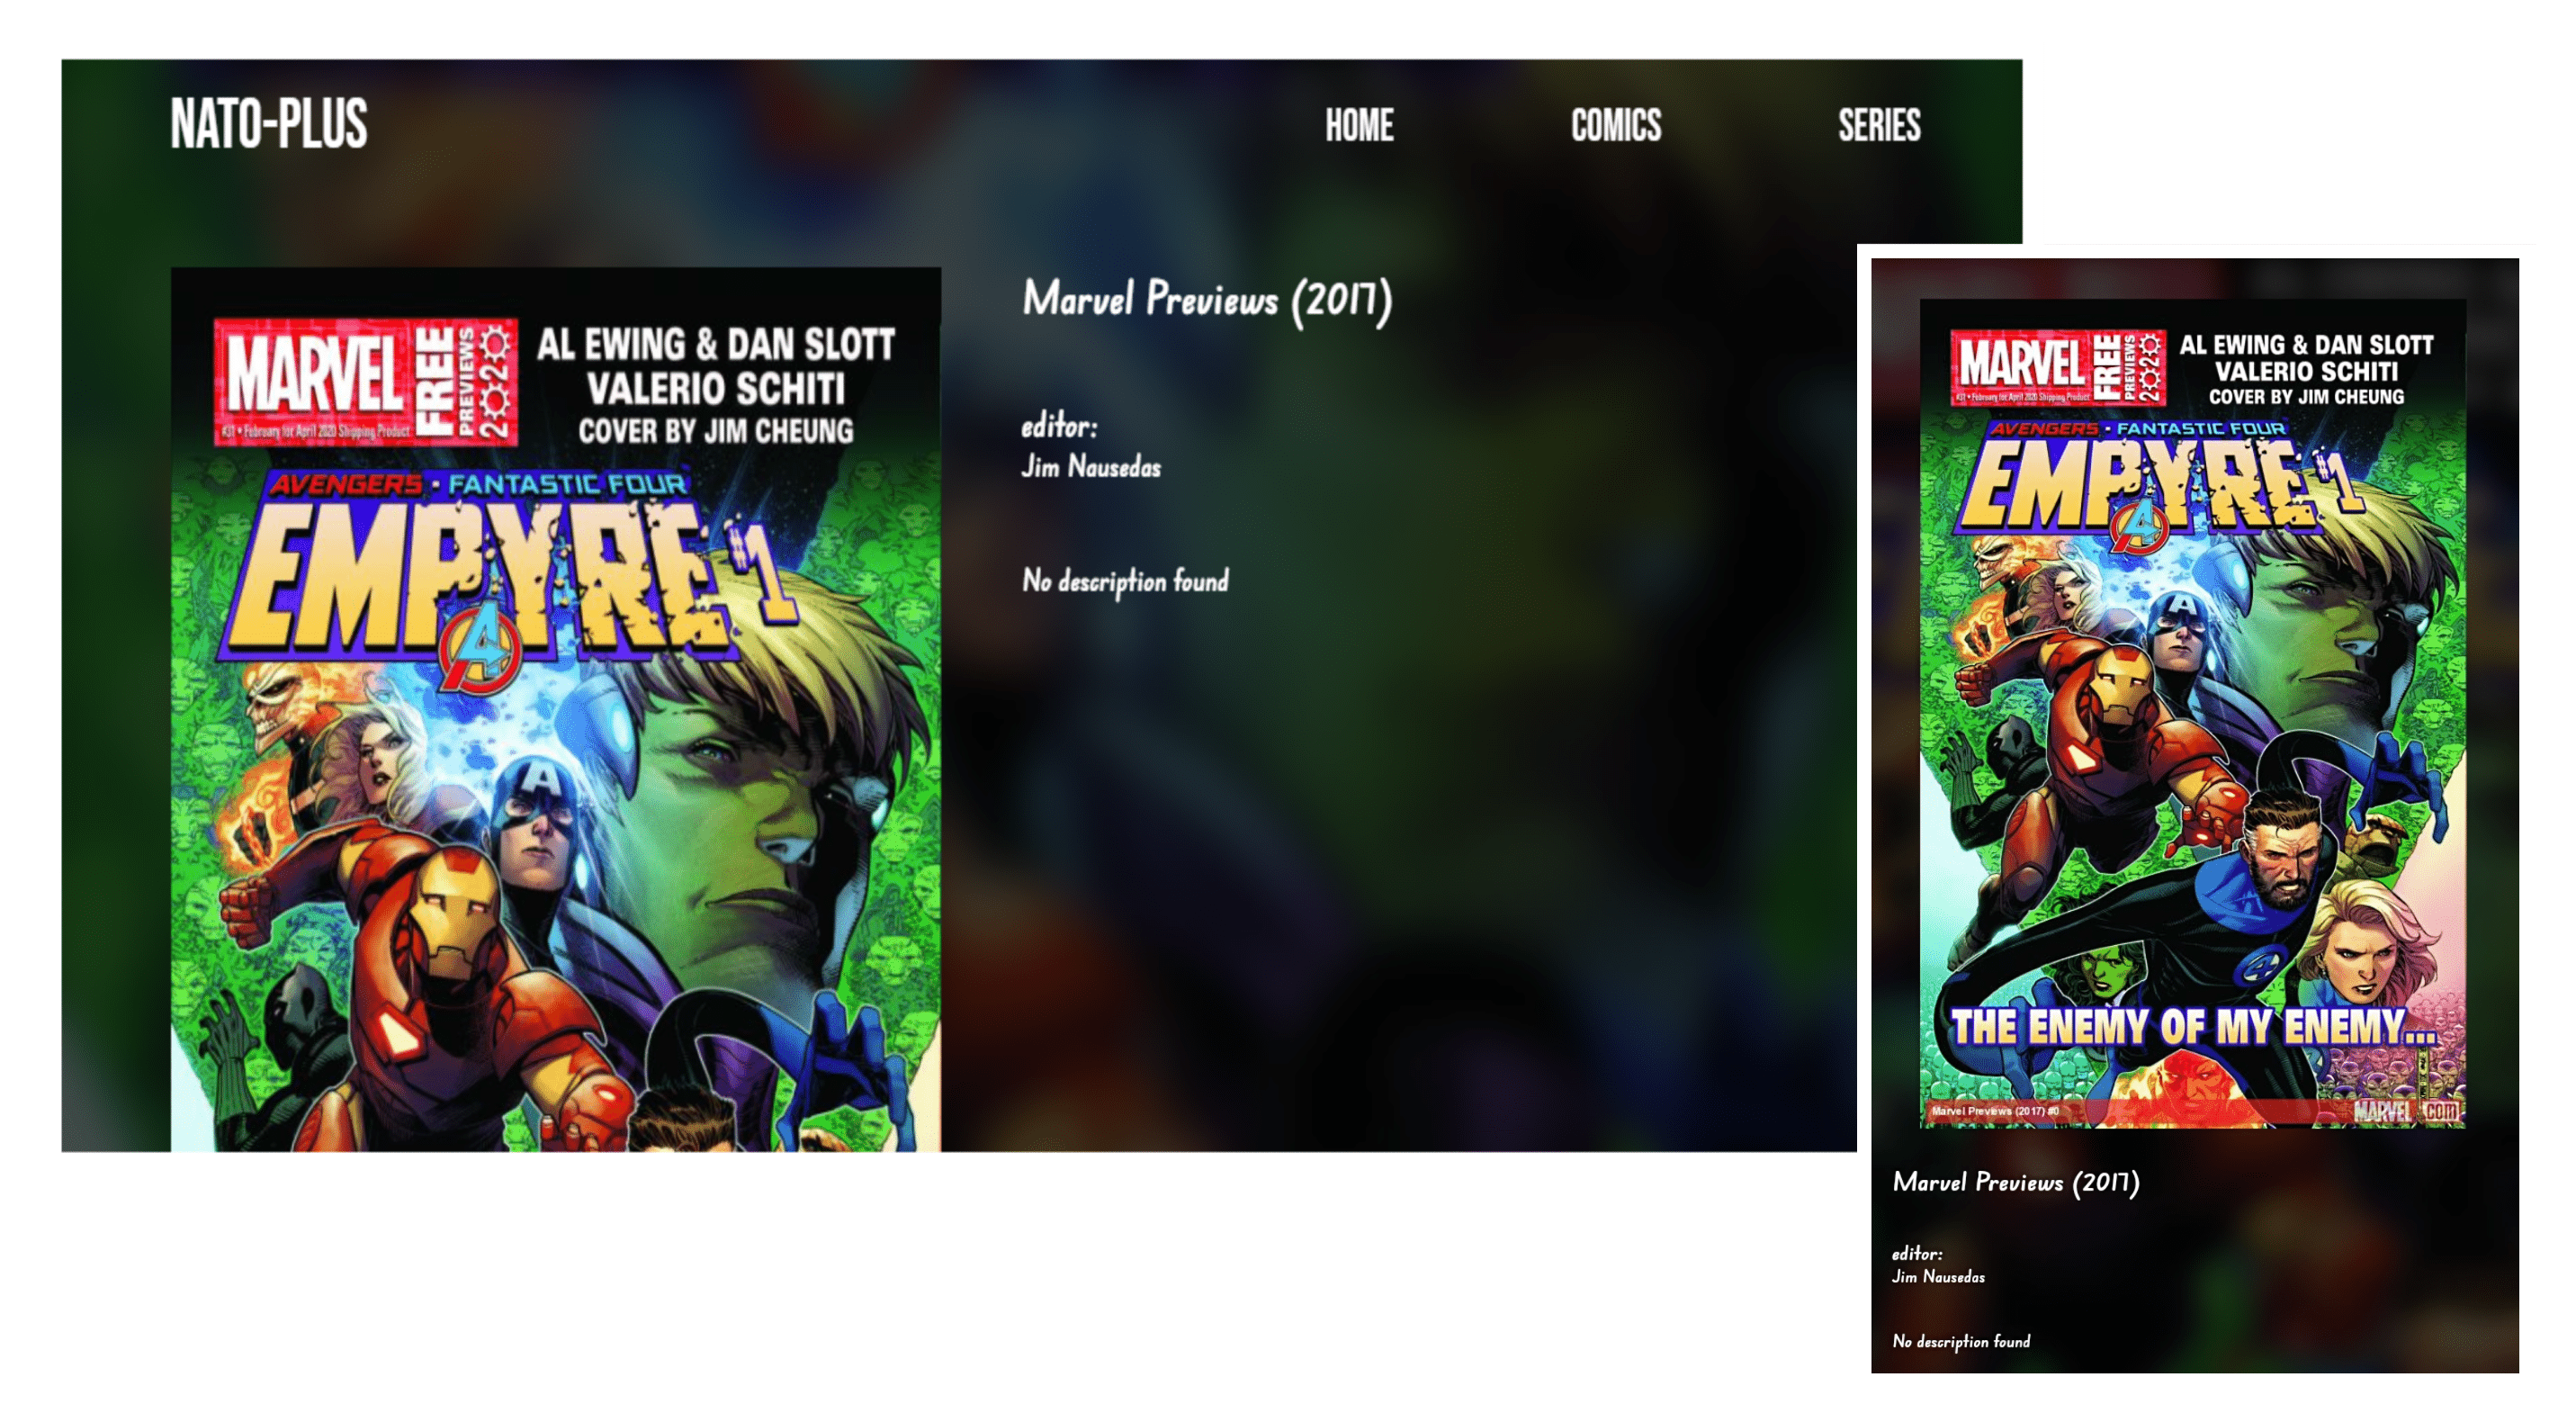 NATO-PLUS
HOME
COMICS
SERIES
MARVEL
FREE
PREVIEWS
2020
#31 • February for April 2020 Shipping Product
AL EWING & DAN SLOTT
VALERIO SCHITI
COVER BY JIM CHEUNG
AVENGERS • FANTASTIC FOUR
EMPYRE #1
A
A
Marvel Previews (2017)
editor:
Jim Nausedas
No description found
MARVEL
FREE
PREVIEWS
2020
#31 • February for April 2020 Shipping Product
AL EWING & DAN SLOTT
VALERIO SCHITI
COVER BY JIM CHEUNG
AVENGERS • FANTASTIC FOUR
EMPYRE #1
A
A
4
THE ENEMY OF MY ENEMY...
Marvel Previews (2017) #0
MARVEL .com
Marvel Previews (2017)
editor:
Jim Nausedas
No description found